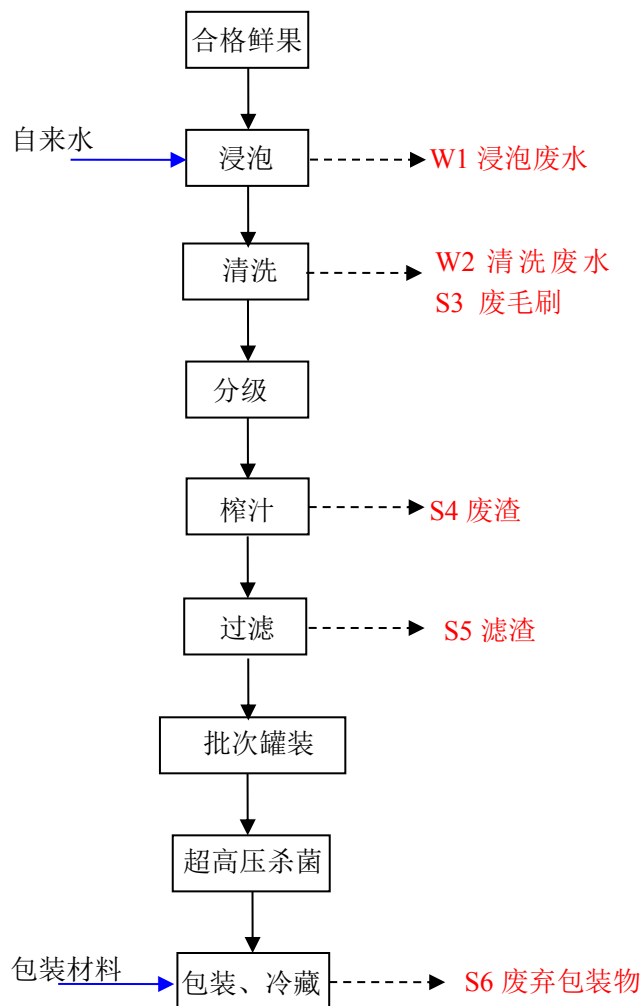 合格鲜果
自来水
浸泡
W1 浸泡废水
清洗
W2 清洗废水
S3 废毛刷
分级
榨汁
S4 废渣
过滤
S5 滤渣
批次罐装
超高压杀菌
包装材料
包装、冷藏
S6 废弃包装物